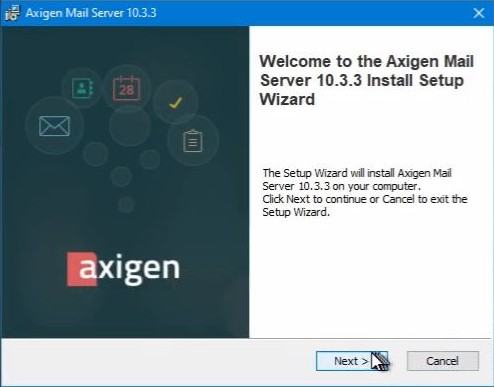 Axigen Mail Server 10.3.3
Welcome to the Axigen Mail
Server 10.3.3 Install Setup
Wizard
28
The Setup Wizard will install Axigen Mail
Server 10.3.3 on your computer.
Click Next to continue or Cancel to exit the
Setup Wizard.
axigen
Next >
Cancel